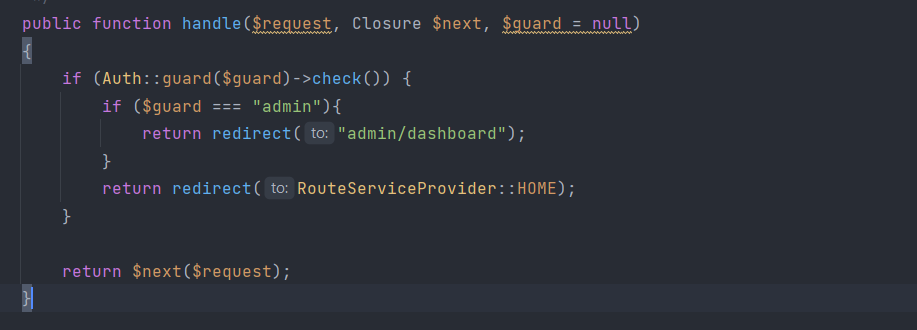 public function handle($request, Closure $next, $guard = null)
{
    if (Auth::guard($guard)->check()) {
        if ($guard === "admin"){
            return redirect( to: "admin/dashboard");
        }
        return redirect( to: RouteServiceProvider::HOME);
    }

    return $next($request);
}